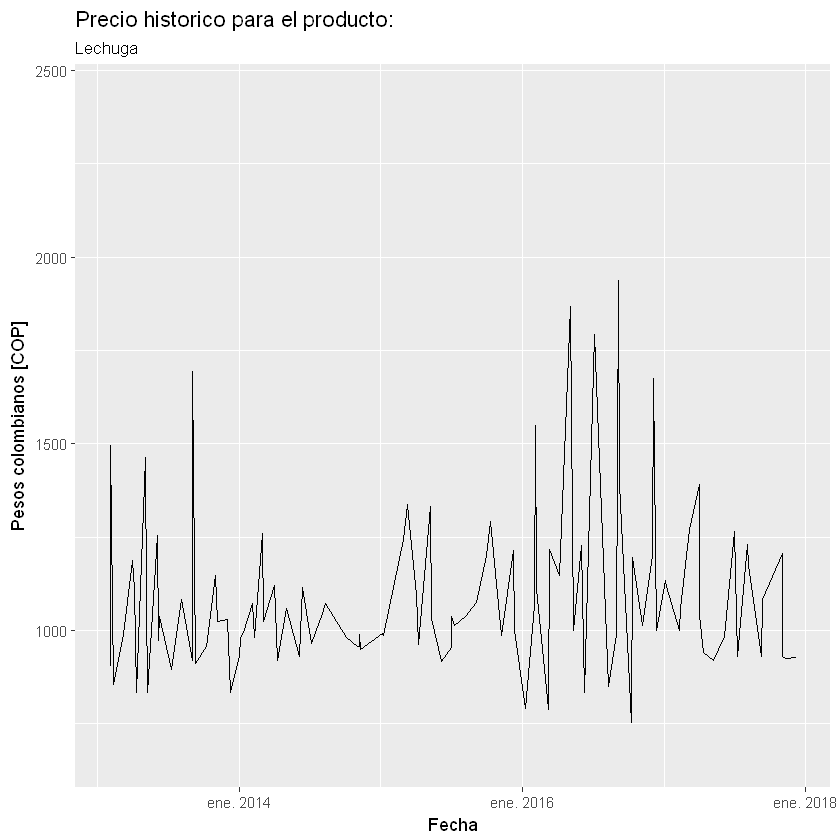 Precio historico para el producto:
Lechuga
2500
2000
1500
1000
Pesos colombianos [COP]
ene. 2014
ene. 2016
ene. 2018
Fecha